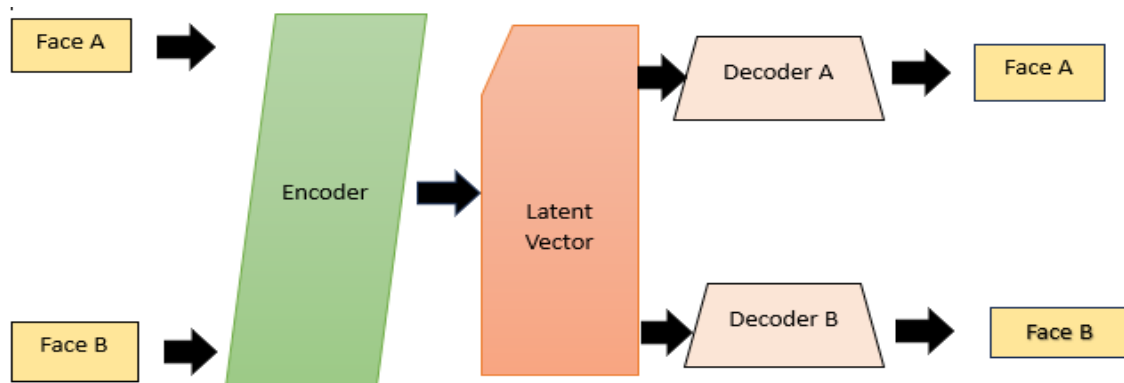 Face A
Decoder A
Face A
Encoder
Latent
Vector
Face B
Decoder B
Face B